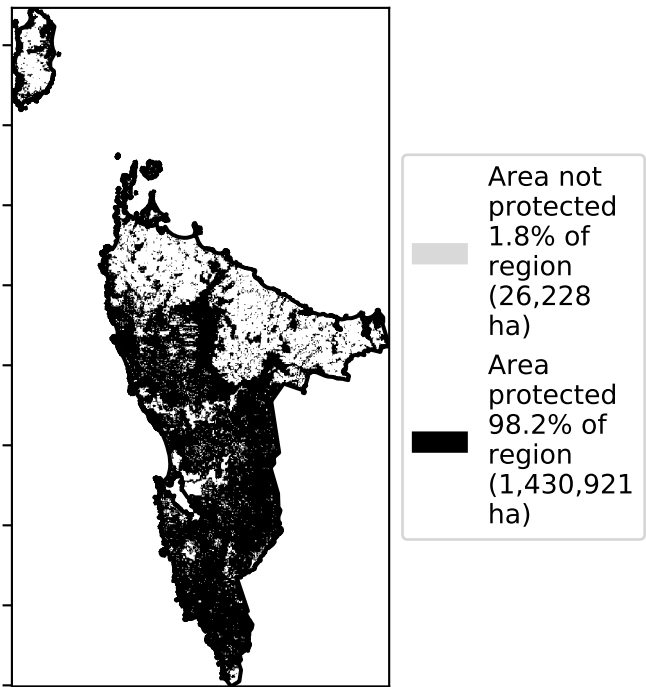 Area not
protected
1.8% of
region
(26,228
ha)
Area
protected
98.2% of
region
(1,430,921
ha)